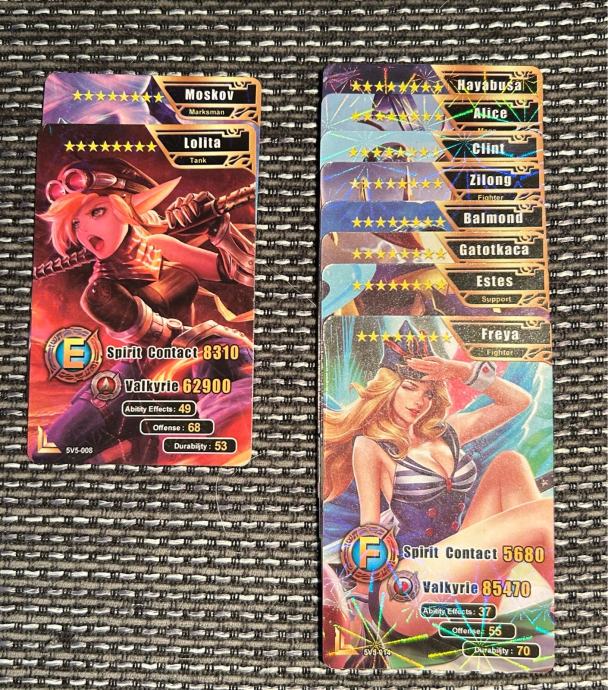 Moskov
Marksman
Lolita
Tank
E
Spirit Contact 8310
Valkyrie 62900
Ability Effects: 49
Offense: 68
Durability: 53
5V5-008
Hayabusa
Alice
Clint
Zilong
Fighter
Balmond
Gatotkaca
Estes
Support
Freya
Fighter
F
Spirit Contact 5680
Valkyrie 85470
Ability Effects: 37
Offense: 55
Durability: 70
5V5-014